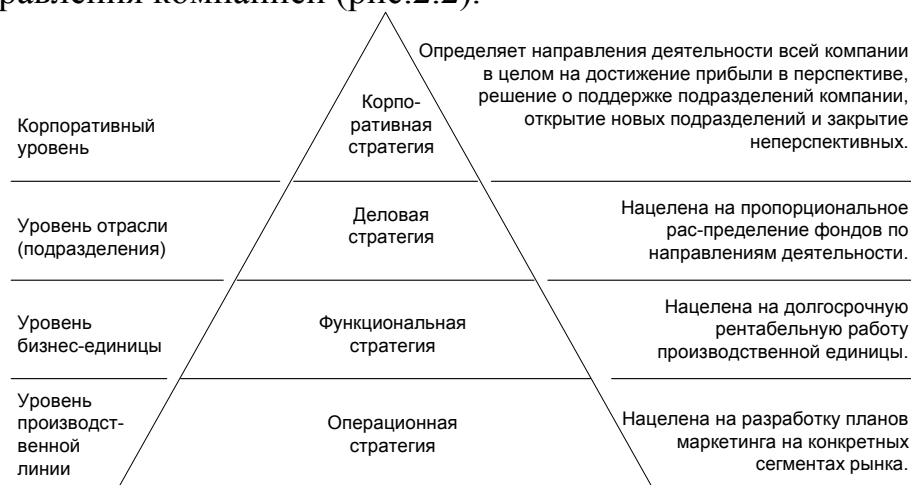 равления компанией (рис.2.2).
Корпоративный
уровень
Корпо-
ративная
стратегия
Определяет направления деятельности всей компании
в целом на достижение прибыли в перспективе,
решение о поддержке подразделений компании,
открытие новых подразделений и закрытие
неперспективных.
Уровень отрасли
(подразделения)
Деловая
стратегия
Нацелена на пропорциональное
рас-пределение фондов по
направлениям деятельности.
Уровень
бизнес-единицы
Функциональная
стратегия
Нацелена на долгосрочную
рентабельную работу
производственной единицы.
Уровень
производст-
венной
линии
Операционная
стратегия
Нацелена на разработку планов
маркетинга на конкретных
сегментах рынка.